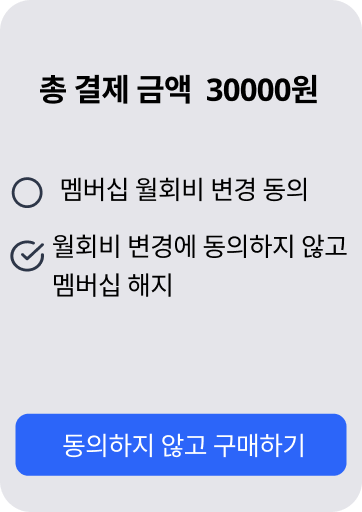 총 결제 금액 30000원
멤버십 월회비 변경 동의
월회비 변경에 동의하지 않고
멤버십 해지
동의하지 않고 구매하기